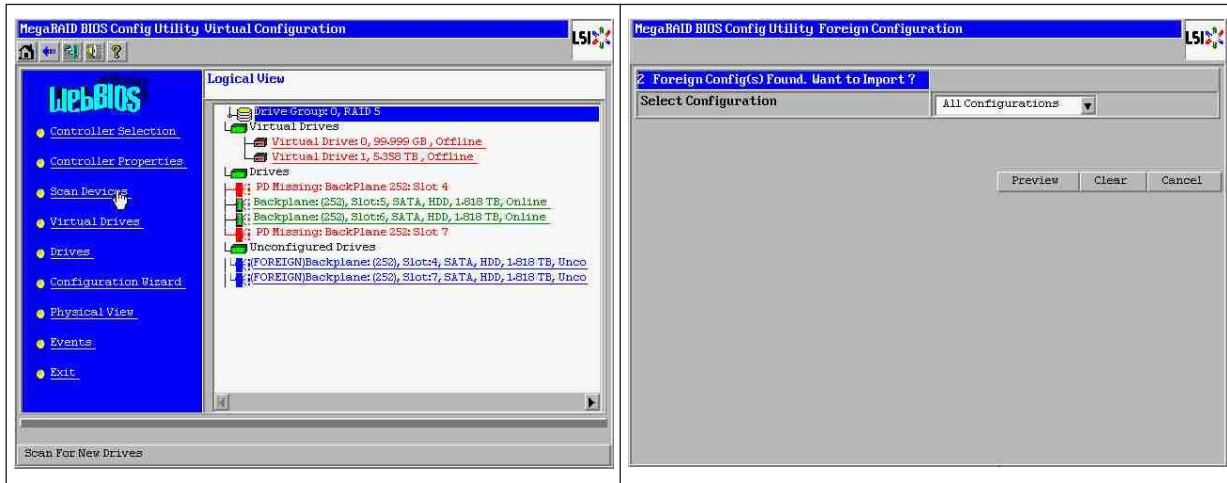 MegaRAID BIOS Config Utility Virtual Configuration
LSI
WebBIOS
Controller Selection
Controller Properties
Scan Devices
Virtual Drives
Drives
Configuration Wizard
Physical View
Events
Exit
Logical View
Drive Group: 0, RAID 5
Virtual Drives
Virtual Drive: 0, 99.999 GB , Offline
Virtual Drive: 1, 5.358 TB , Offline
Drives
PD Missing: BackPlane 252: Slot 4
Backplane: (252), Slot:5, SATA, HDD, 1.818 TB, Online
Backplane: (252), Slot:6, SATA, HDD, 1.818 TB, Online
PD Missing: BackPlane 252: Slot 7
Unconfigured Drives
(FOREIGN)Backplane: (252), Slot:4, SATA, HDD, 1.818 TB, Unco
(FOREIGN)Backplane: (252), Slot:7, SATA, HDD, 1.818 TB, Unco
Scan For New Drives
MegaRAID BIOS Config Utility Foreign Configuration
LSI
2 Foreign Config(s) Found. Want to Import ?
Select Configuration
All Configurations
Preview
Clear
Cancel